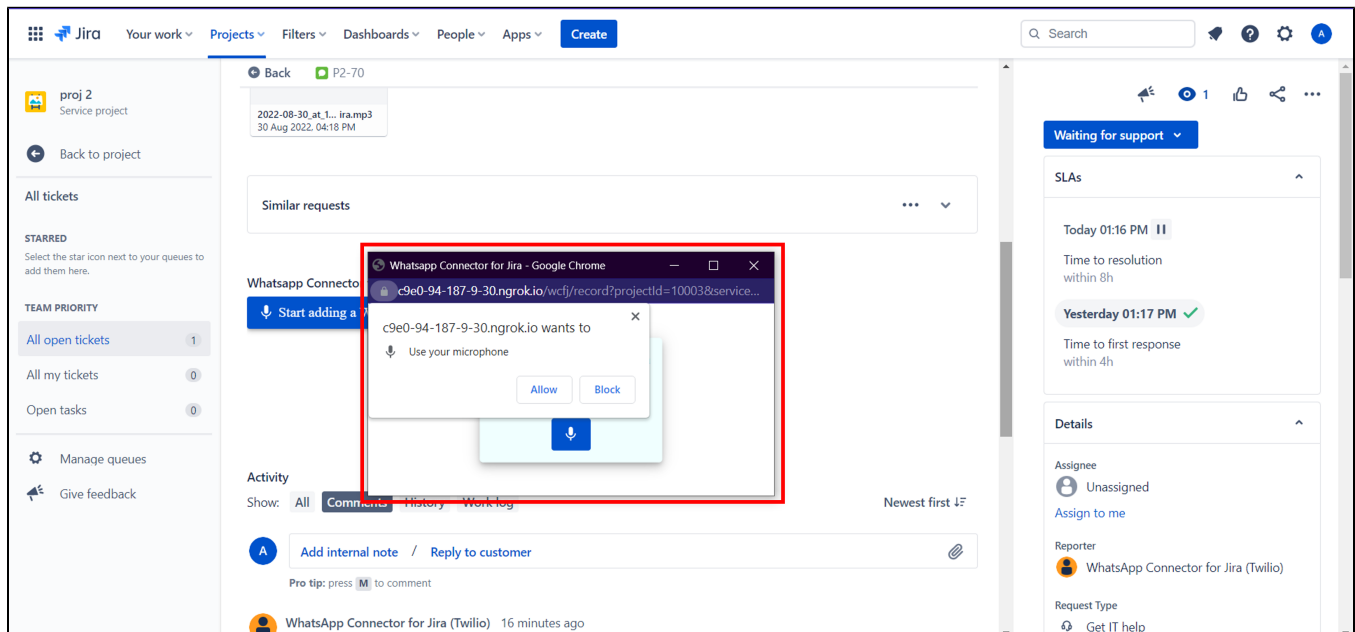 Jira Your work Projects Filters Dashboards People Apps Create Search A
proj 2
Service project
Back to project
All tickets
STARRED
Select the star icon next to your queues to
add them here.
TEAM PRIORITY
All open tickets 1
All my tickets 0
Open tasks 0
Manage queues
Give feedback
Back P2-70
2022-08-30_at_1... ira.mp3
30 Aug 2022, 04:18 PM
Similar requests
Whatsapp Connecto
Start adding a
Whatsapp Connector for Jira - Google Chrome
c9e0-94-187-9-30.ngrok.io/wcfj/record?projectId=10003&service...
c9e0-94-187-9-30.ngrok.io wants to
Use your microphone
Allow Block
Activity
Show: All Comments History Work log Newest first
A Add internal note / Reply to customer
Pro tip: press M to comment
WhatsApp Connector for Jira (Twilio) 16 minutes ago
1
Waiting for support
SLAs
Today 01:16 PM
Time to resolution
within 8h
Yesterday 01:17 PM
Time to first response
within 4h
Details
Assignee
Unassigned
Assign to me
Reporter
WhatsApp Connector for Jira (Twilio)
Request Type
Get IT help